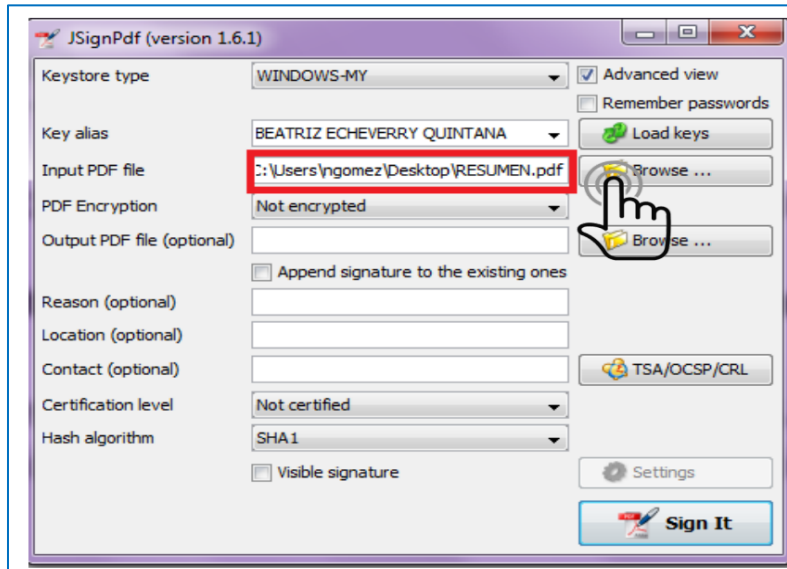 JSignPdf (version 1.6.1)
Keystore type WINDOWS-MY Advanced view
Remember passwords
Key alias BEATRIZ ECHEVERRY QUINTANA Load keys
Input PDF file :\Users\ngomez\Desktop\RESUMEN.pdf Browse ...
PDF Encryption Not encrypted
Output PDF file (optional) Browse ...
Append signature to the existing ones
Reason (optional)
Location (optional)
Contact (optional) TSA/OCSP/CRL
Certification level Not certified
Hash algorithm SHA1
Visible signature Settings
Sign It